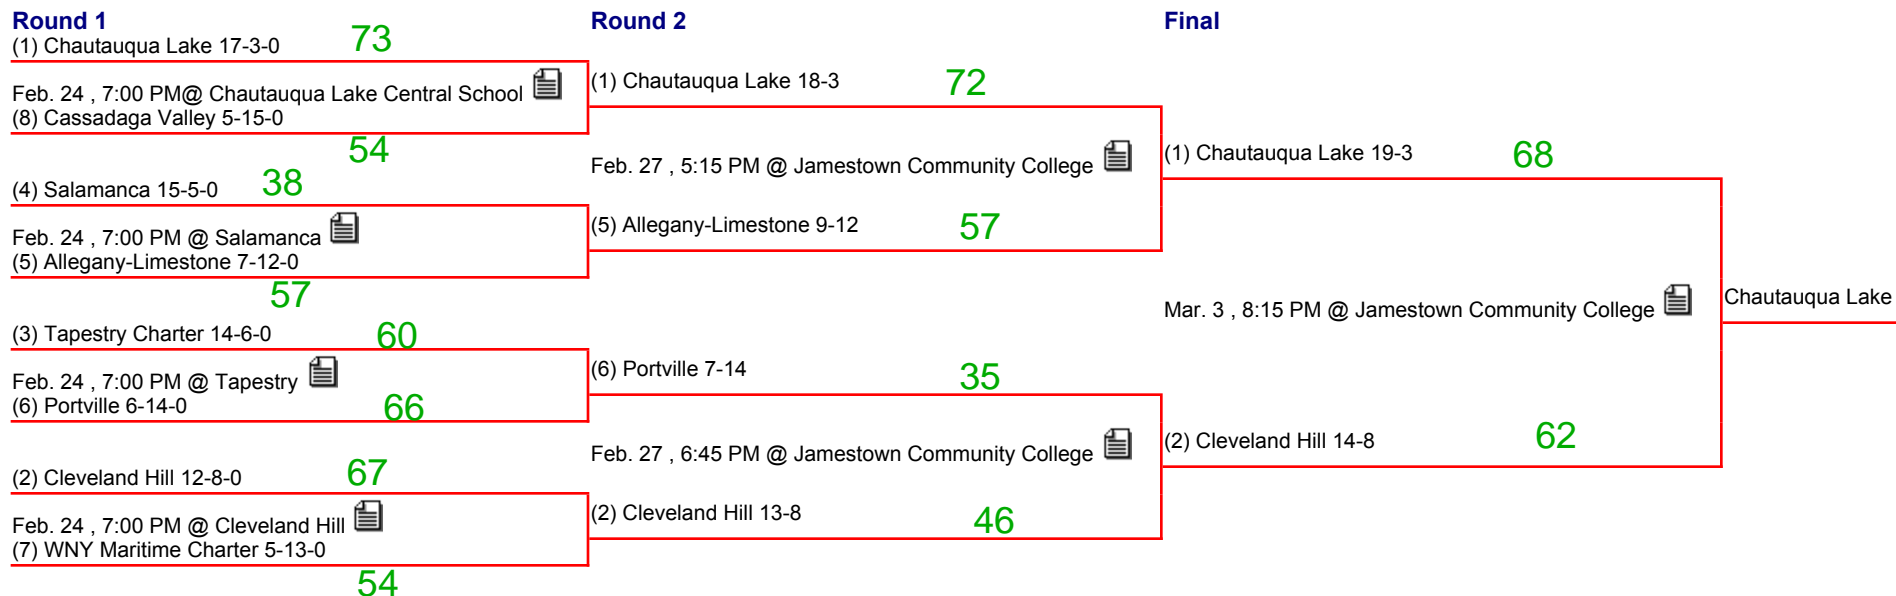 Round 1
(1) Chautauqua Lake 17-3-0 73
Feb. 24 , 7:00 PM@ Chautauqua Lake Central School
(8) Cassadaga Valley 5-15-0
54
(4) Salamanca 15-5-0 38
Feb. 24 , 7:00 PM @ Salamanca
(5) Allegany-Limestone 7-12-0
57
(3) Tapestry Charter 14-6-0 60
Feb. 24 , 7:00 PM @ Tapestry
(6) Portville 6-14-0 66
(2) Cleveland Hill 12-8-0 67
Feb. 24 , 7:00 PM @ Cleveland Hill
(7) WNY Maritime Charter 5-13-0
54
Round 2
(1) Chautauqua Lake 18-3 72
Feb. 27 , 5:15 PM @ Jamestown Community College
(5) Allegany-Limestone 9-12 57
(6) Portville 7-14 35
Feb. 27 , 6:45 PM @ Jamestown Community College
(2) Cleveland Hill 13-8 46
Final
(1) Chautauqua Lake 19-3 68
Mar. 3 , 8:15 PM @ Jamestown Community College
(2) Cleveland Hill 14-8 62
Chautauqua Lake